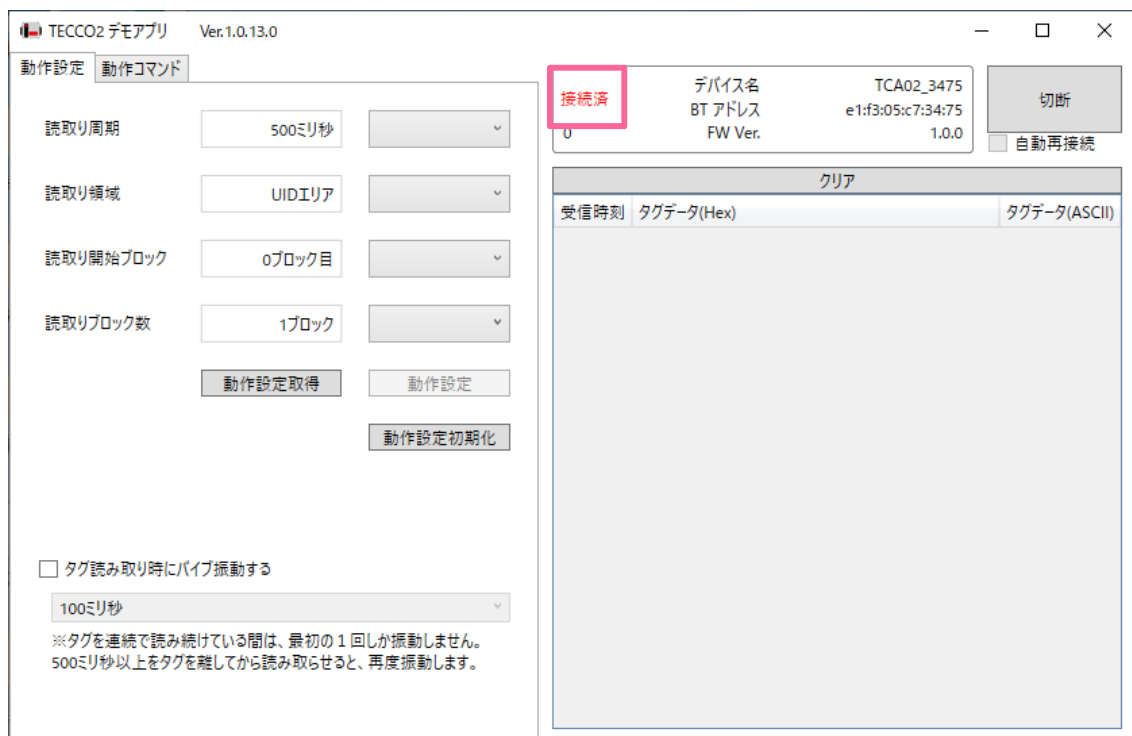 TECCO2 デモアプリ Ver.1.0.13.0
動作設定 動作コマンド
読取り周期 500ミリ秒
読取り領域 UIDエリア
読取り開始ブロック 0ブロック目
読取りブロック数 1ブロック
動作設定取得 動作設定
動作設定初期化
タグ読み取り時にバイブ振動する
100ミリ秒
※タグを連続で読み続けている間は、最初の１回しか振動しません。
500ミリ秒以上をタグを離してから読み取らせると、再度振動します。
接続済 デバイス名 TCA02_3475
BT アドレス e1:f3:05:c7:34:75
0 FW Ver. 1.0.0
切断
自動再接続
クリア
受信時刻 タグデータ(Hex) タグデータ(ASCII)